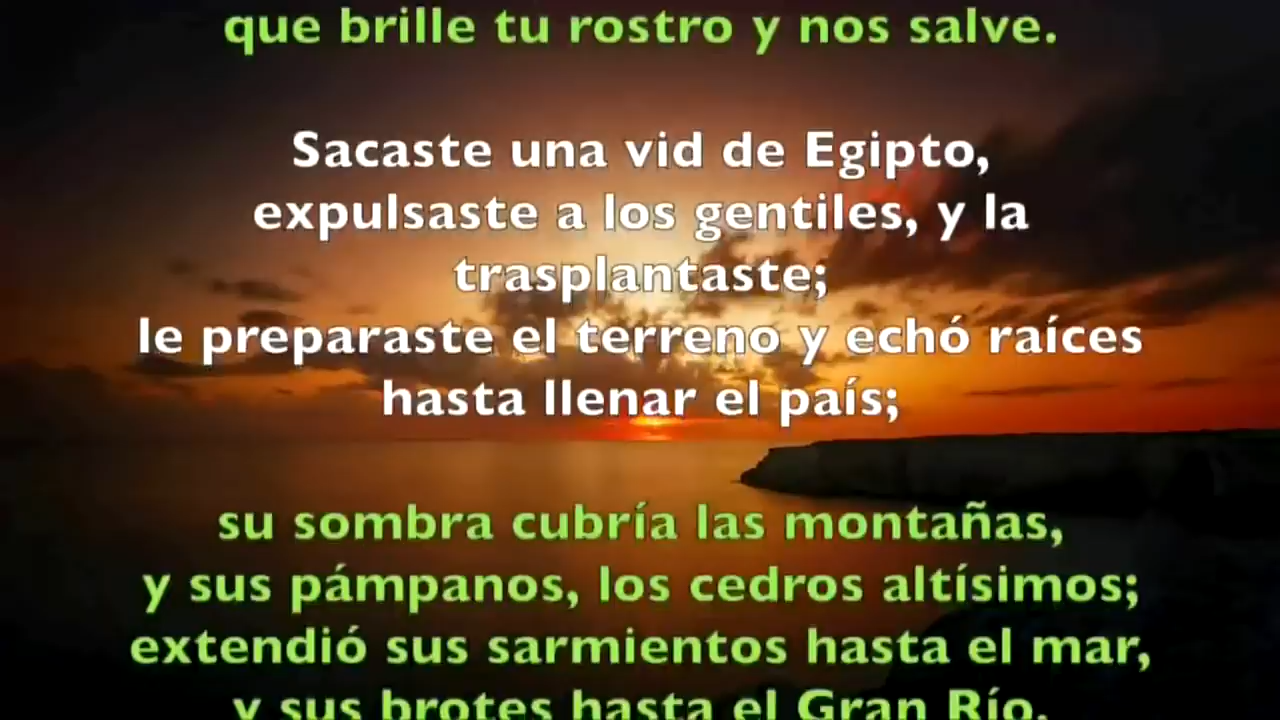 que brille tu rostro y nos salve.
Sacaste una vid de Egipto,
expulsaste a los gentiles, y la
trasplantaste;
le preparaste el terreno y echó raíces
hasta llenar el país;
su sombra cubría las montañas,
y sus pámpanos, los cedros altísimos;
extendió sus sarmientos hasta el mar,
y sus brotes hasta el Gran Río.